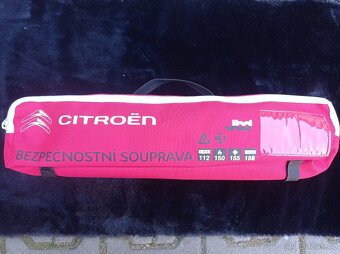 CITROËN
BEZPEČNOSTNÍ SOUPRAVA
112 150 155 158